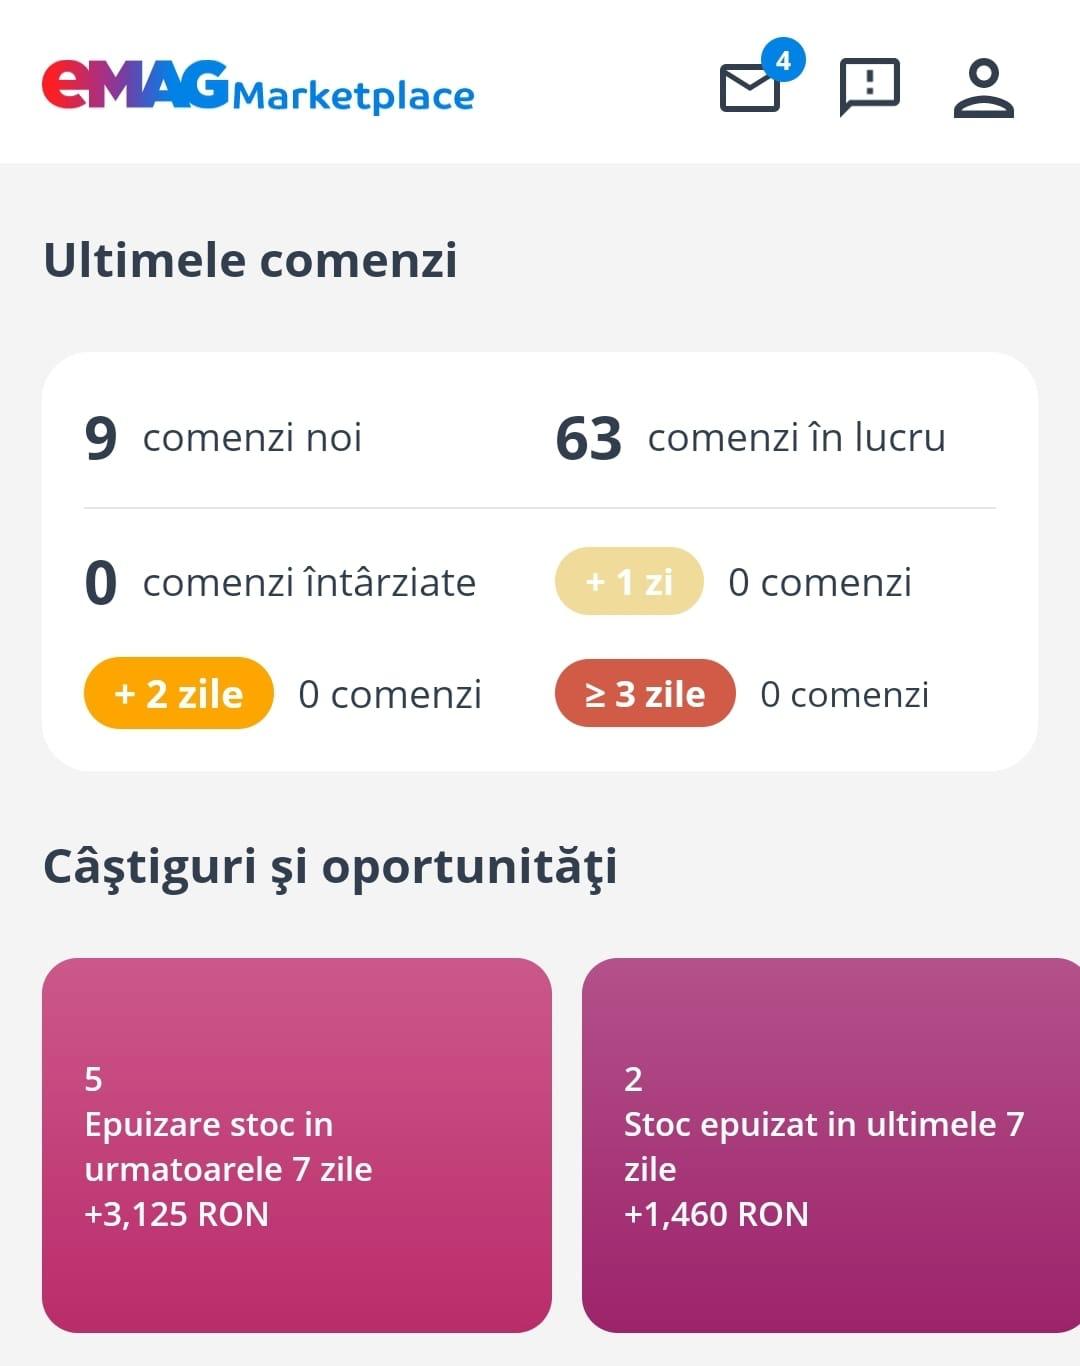 eMAG Marketplace
4
Ultimele comenzi
9 comenzi noi
63 comenzi în lucru
0 comenzi întârziate
+ 1 zi 0 comenzi
+ 2 zile 0 comenzi
≥ 3 zile 0 comenzi
Câştiguri şi oportunităţi
5
Epuizare stoc in
urmatoarele 7 zile
+3,125 RON
2
Stoc epuizat in ultimele 7
zile
+1,460 RON